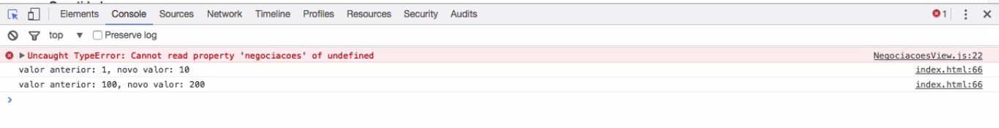 Elements Console Sources Network Timeline Profiles Resources Security Audits 1
top Preserve log
Uncaught TypeError: Cannot read property 'negociacoes' of undefined NegociacoesView.js:22
valor anterior: 1, novo valor: 10 index.html:66
valor anterior: 100, novo valor: 200 index.html:66